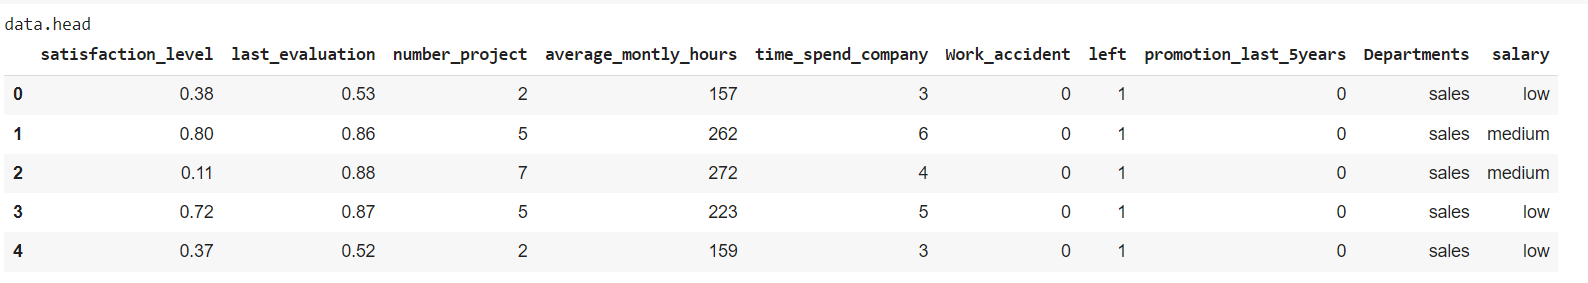 data.head
satisfaction_level last_evaluation number_project average_montly_hours time_spend_company Work_accident left promotion_last_5years Departments salary
0 0.38 0.53 2 157 3 0 1 0 sales low
1 0.80 0.86 5 262 6 0 1 0 sales medium
2 0.11 0.88 7 272 4 0 1 0 sales medium
3 0.72 0.87 5 223 5 0 1 0 sales low
4 0.37 0.52 2 159 3 0 1 0 sales low